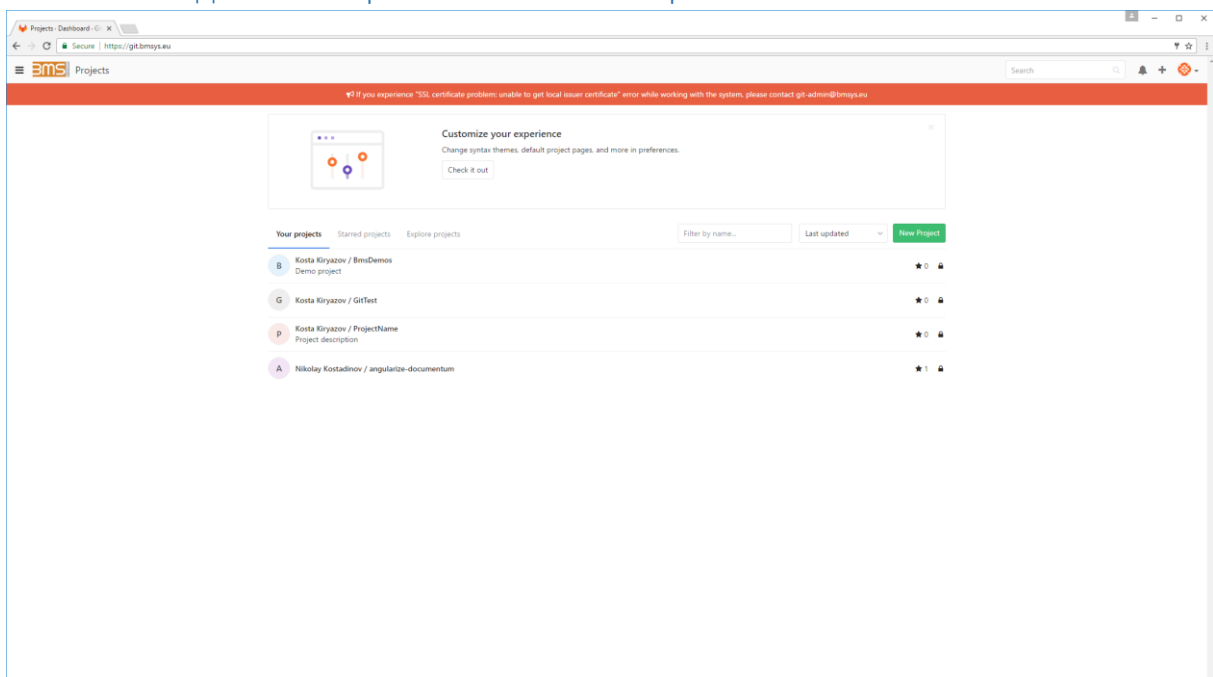 Projects · Dashboard · Gi
Secure | https://git.bmsys.eu
BMS Projects
Search
If you experience "SSL certificate problem: unable to get local issuer certificate" error while working with the system, please contact git-admin@bmsys.eu
Customize your experience
Change syntax themes, default project pages, and more in preferences.
Check it out
Your projects Starred projects Explore projects Filter by name... Last updated New Project
B Kosta Kiryazov / BmsDemos
Demo project
0
G Kosta Kiryazov / GitTest
0
P Kosta Kiryazov / ProjectName
Project description
0
A Nikolay Kostadinov / angularize-documentum
1